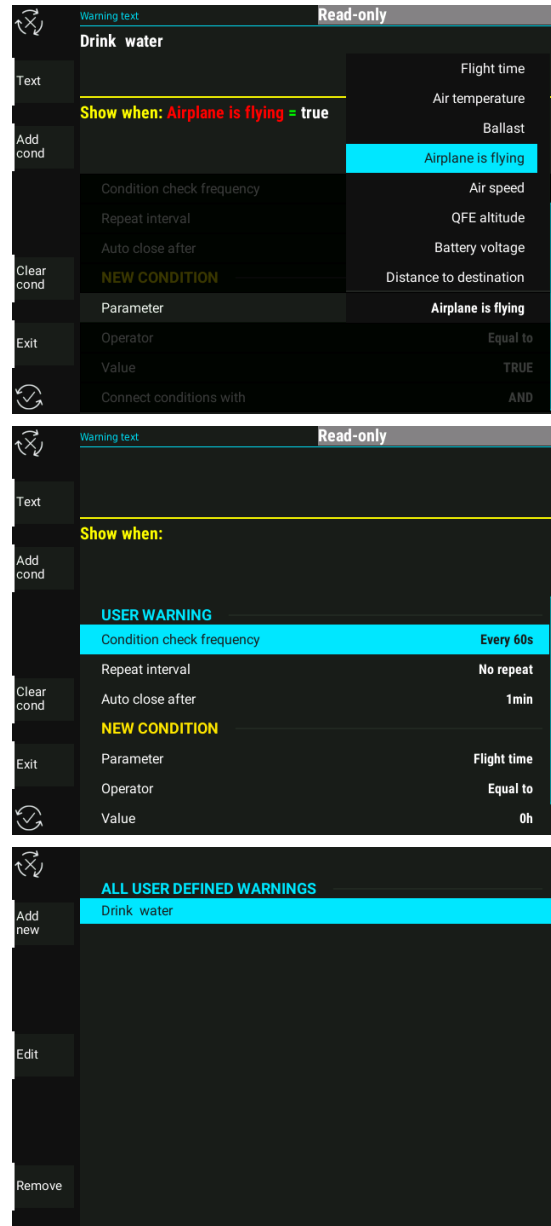 Warning text
Read-only
Drink water
Text
Flight time
Air temperature
Show when: Airplane is flying = true
Ballast
Add
cond
Airplane is flying
Condition check frequency
Air speed
Repeat interval
QFE altitude
Auto close after
Battery voltage
Clear
cond
NEW CONDITION
Distance to destination
Parameter
Airplane is flying
Exit
Operator
Equal to
Value
TRUE
Connect conditions with
AND
Warning text
Read-only
Text
Show when:
Add
cond
USER WARNING
Condition check frequency
Every 60s
Repeat interval
No repeat
Clear
cond
Auto close after
1min
NEW CONDITION
Exit
Parameter
Flight time
Operator
Equal to
Value
0h
ALL USER DEFINED WARNINGS
Add
new
Drink water
Edit
Remove